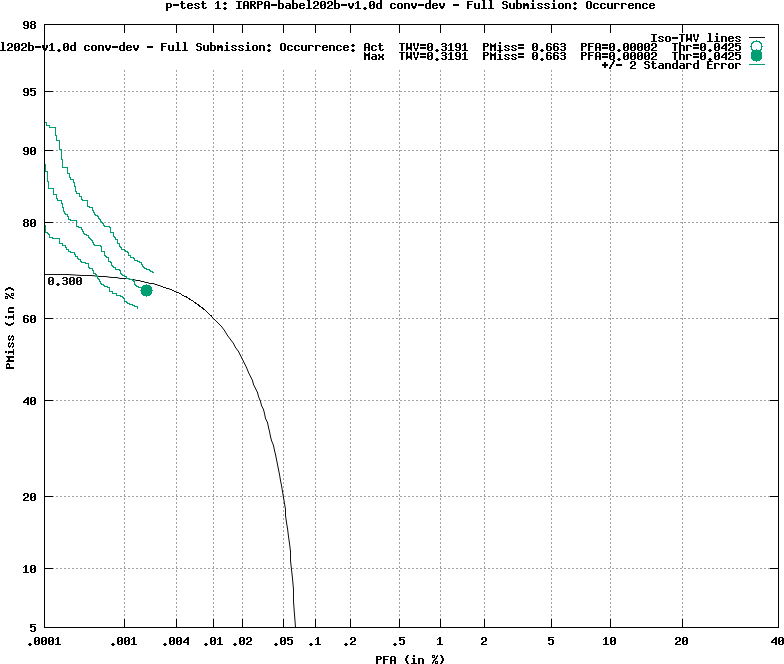 p-test 1: IARPA-babel202b-v1.0d conv-dev - Full Submission: Occurrence
Iso-TWV lines
l202b-v1.0d conv-dev - Full Submission: Occurrence: Act TWV=0.3191 PMiss= 0.663 PFA=0.00002 Thr=0.0425
Max TWV=0.3191 PMiss= 0.663 PFA=0.00002 Thr=0.0425
+/- 2 Standard Error
98
95
90
80
60
40
20
10
5
0.300
PMiss (in %)
.0001 .001 .004 .01 .02 .05 .1 .2 .5 1 2 5 10 20 40
PFA (in %)